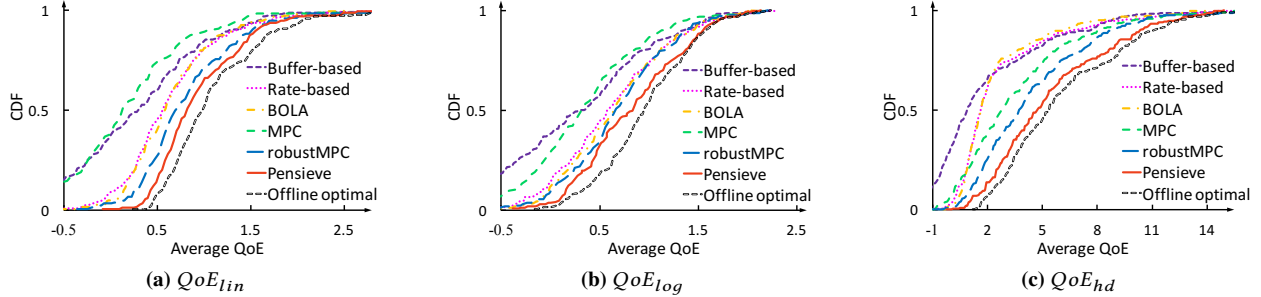 CDF
1
0.5
0
-0.5
0.5
1.5
2.5
Average QoE
Buffer-based
Rate-based
BOLA
MPC
robustMPC
Pensieve
Offline optimal
(a) QoE_lin
CDF
1
0.5
0
-0.5
0.5
1.5
2.5
Average QoE
Buffer-based
Rate-based
BOLA
MPC
robustMPC
Pensieve
Offline optimal
(b) QoE_log
CDF
1
0.5
0
-1
2
5
8
11
14
Average QoE
Buffer-based
Rate-based
BOLA
MPC
robustMPC
Pensieve
Offline optimal
(c) QoE_hd